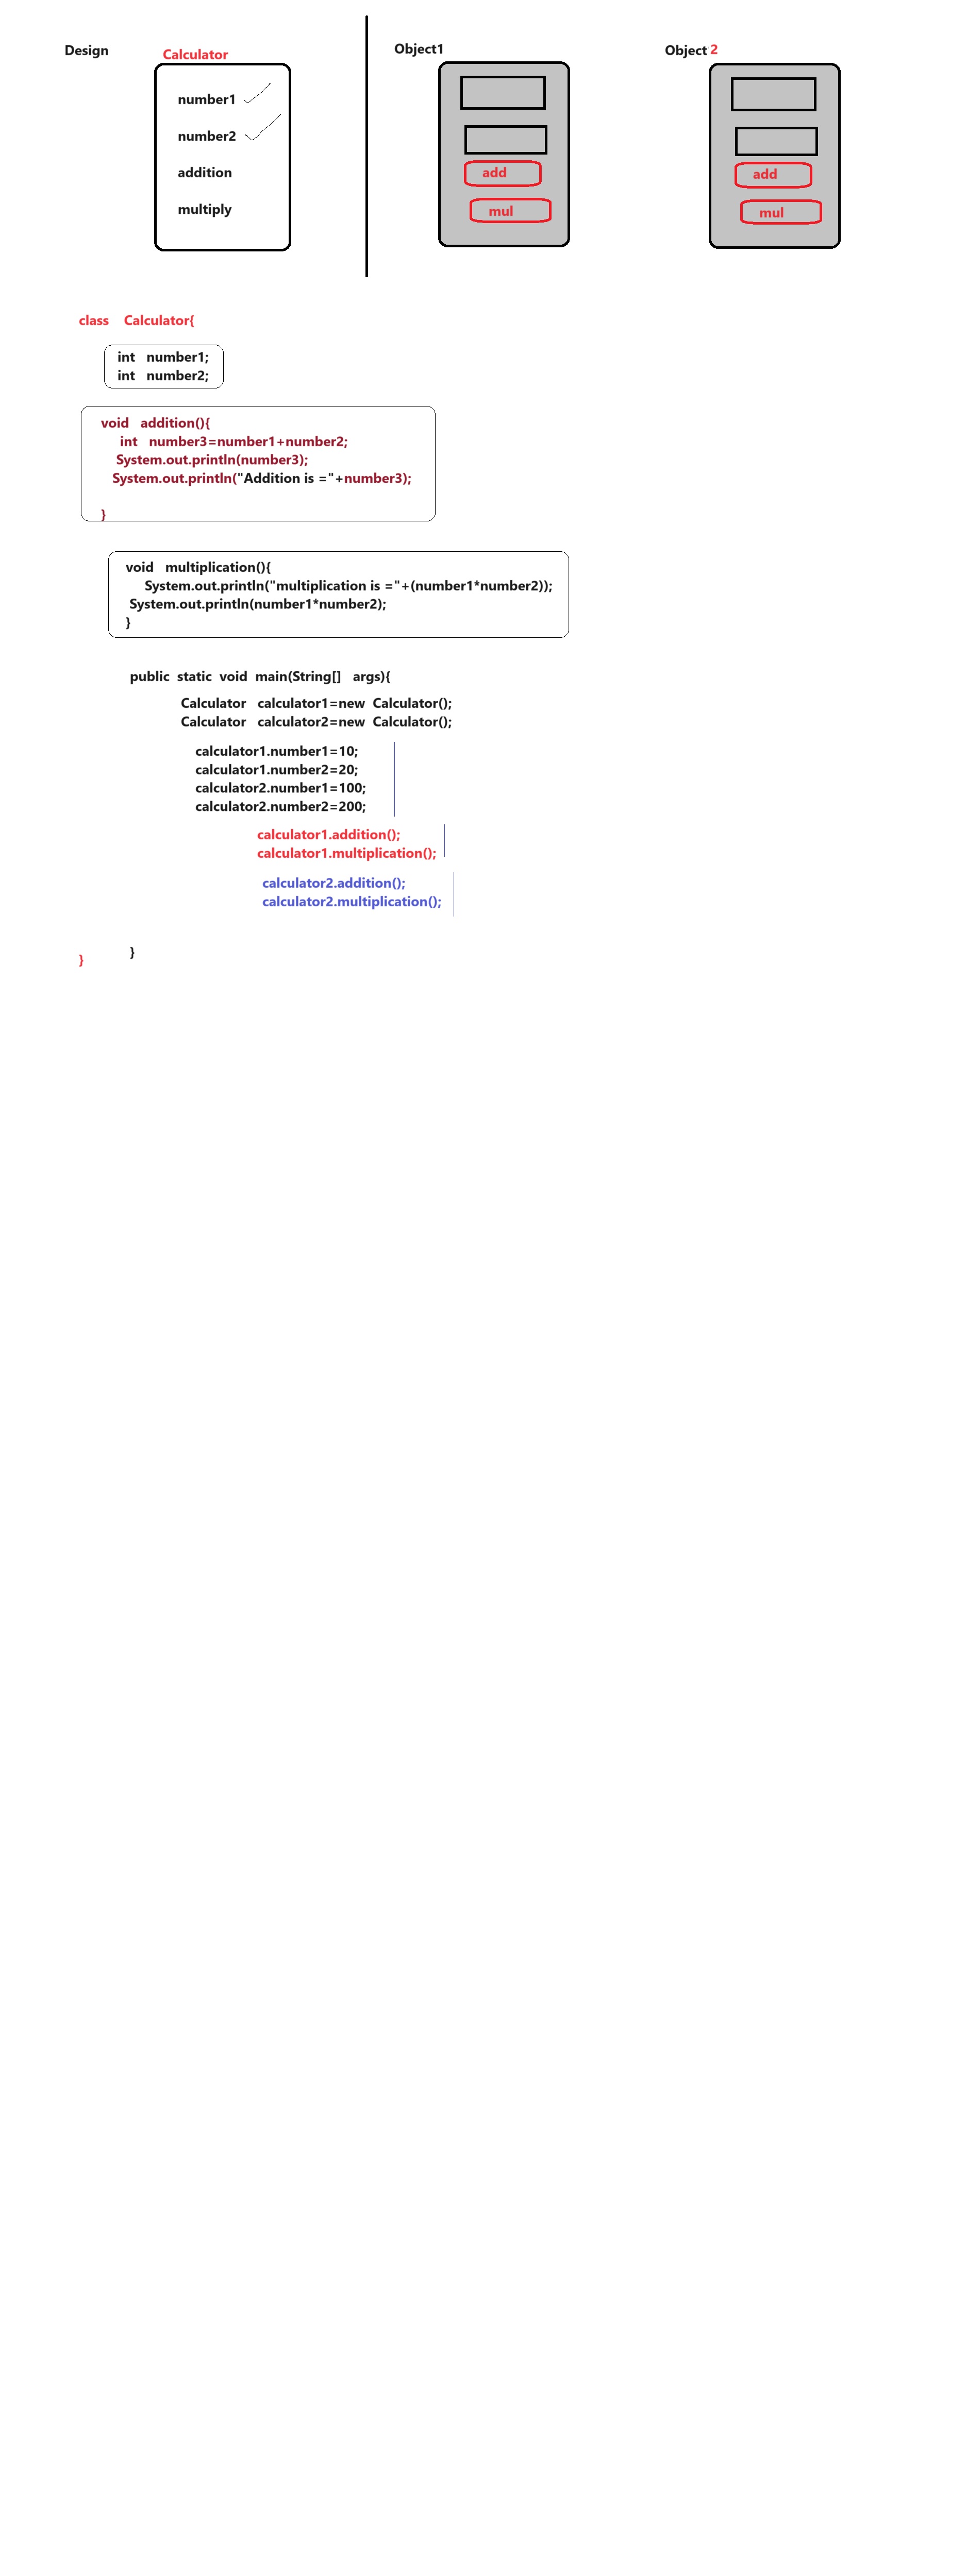 Design
Calculator
number1
number2
addition
multiply
Object1
add
mul
Object 2
add
mul
class Calculator{
int number1;
int number2;
void addition(){
int number3=number1+number2;
System.out.println(number3);
System.out.println("Addition is ="+number3);
}
void multiplication(){
System.out.println("multiplication is ="+(number1*number2));
System.out.println(number1*number2);
}
public static void main(String[] args){
Calculator calculator1=new Calculator();
Calculator calculator2=new Calculator();
calculator1.number1=10;
calculator1.number2=20;
calculator2.number1=100;
calculator2.number2=200;
calculator1.addition();
calculator1.multiplication();
calculator2.addition();
calculator2.multiplication();
}
}